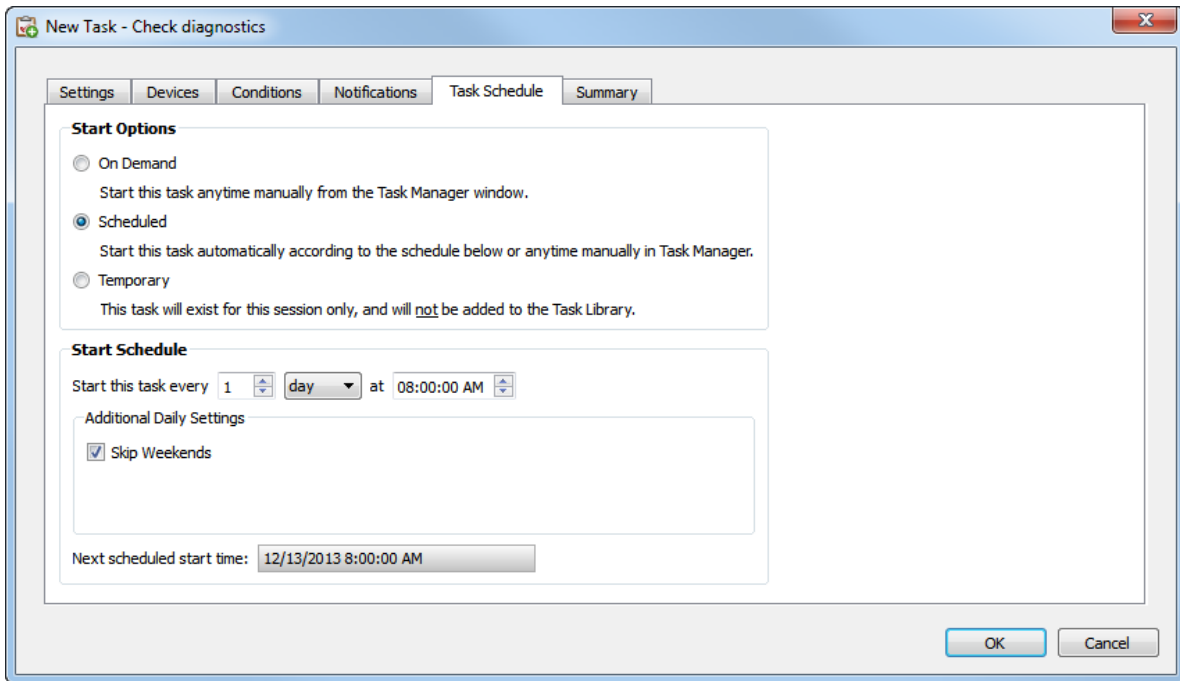 New Task - Check diagnostics
Settings Devices Conditions Notifications Task Schedule Summary
Start Options
On Demand
Start this task anytime manually from the Task Manager window.
Scheduled
Start this task automatically according to the schedule below or anytime manually in Task Manager.
Temporary
This task will exist for this session only, and will not be added to the Task Library.
Start Schedule
Start this task every 1 day at 08:00:00 AM
Additional Daily Settings
Skip Weekends
Next scheduled start time: 12/13/2013 8:00:00 AM
OK Cancel